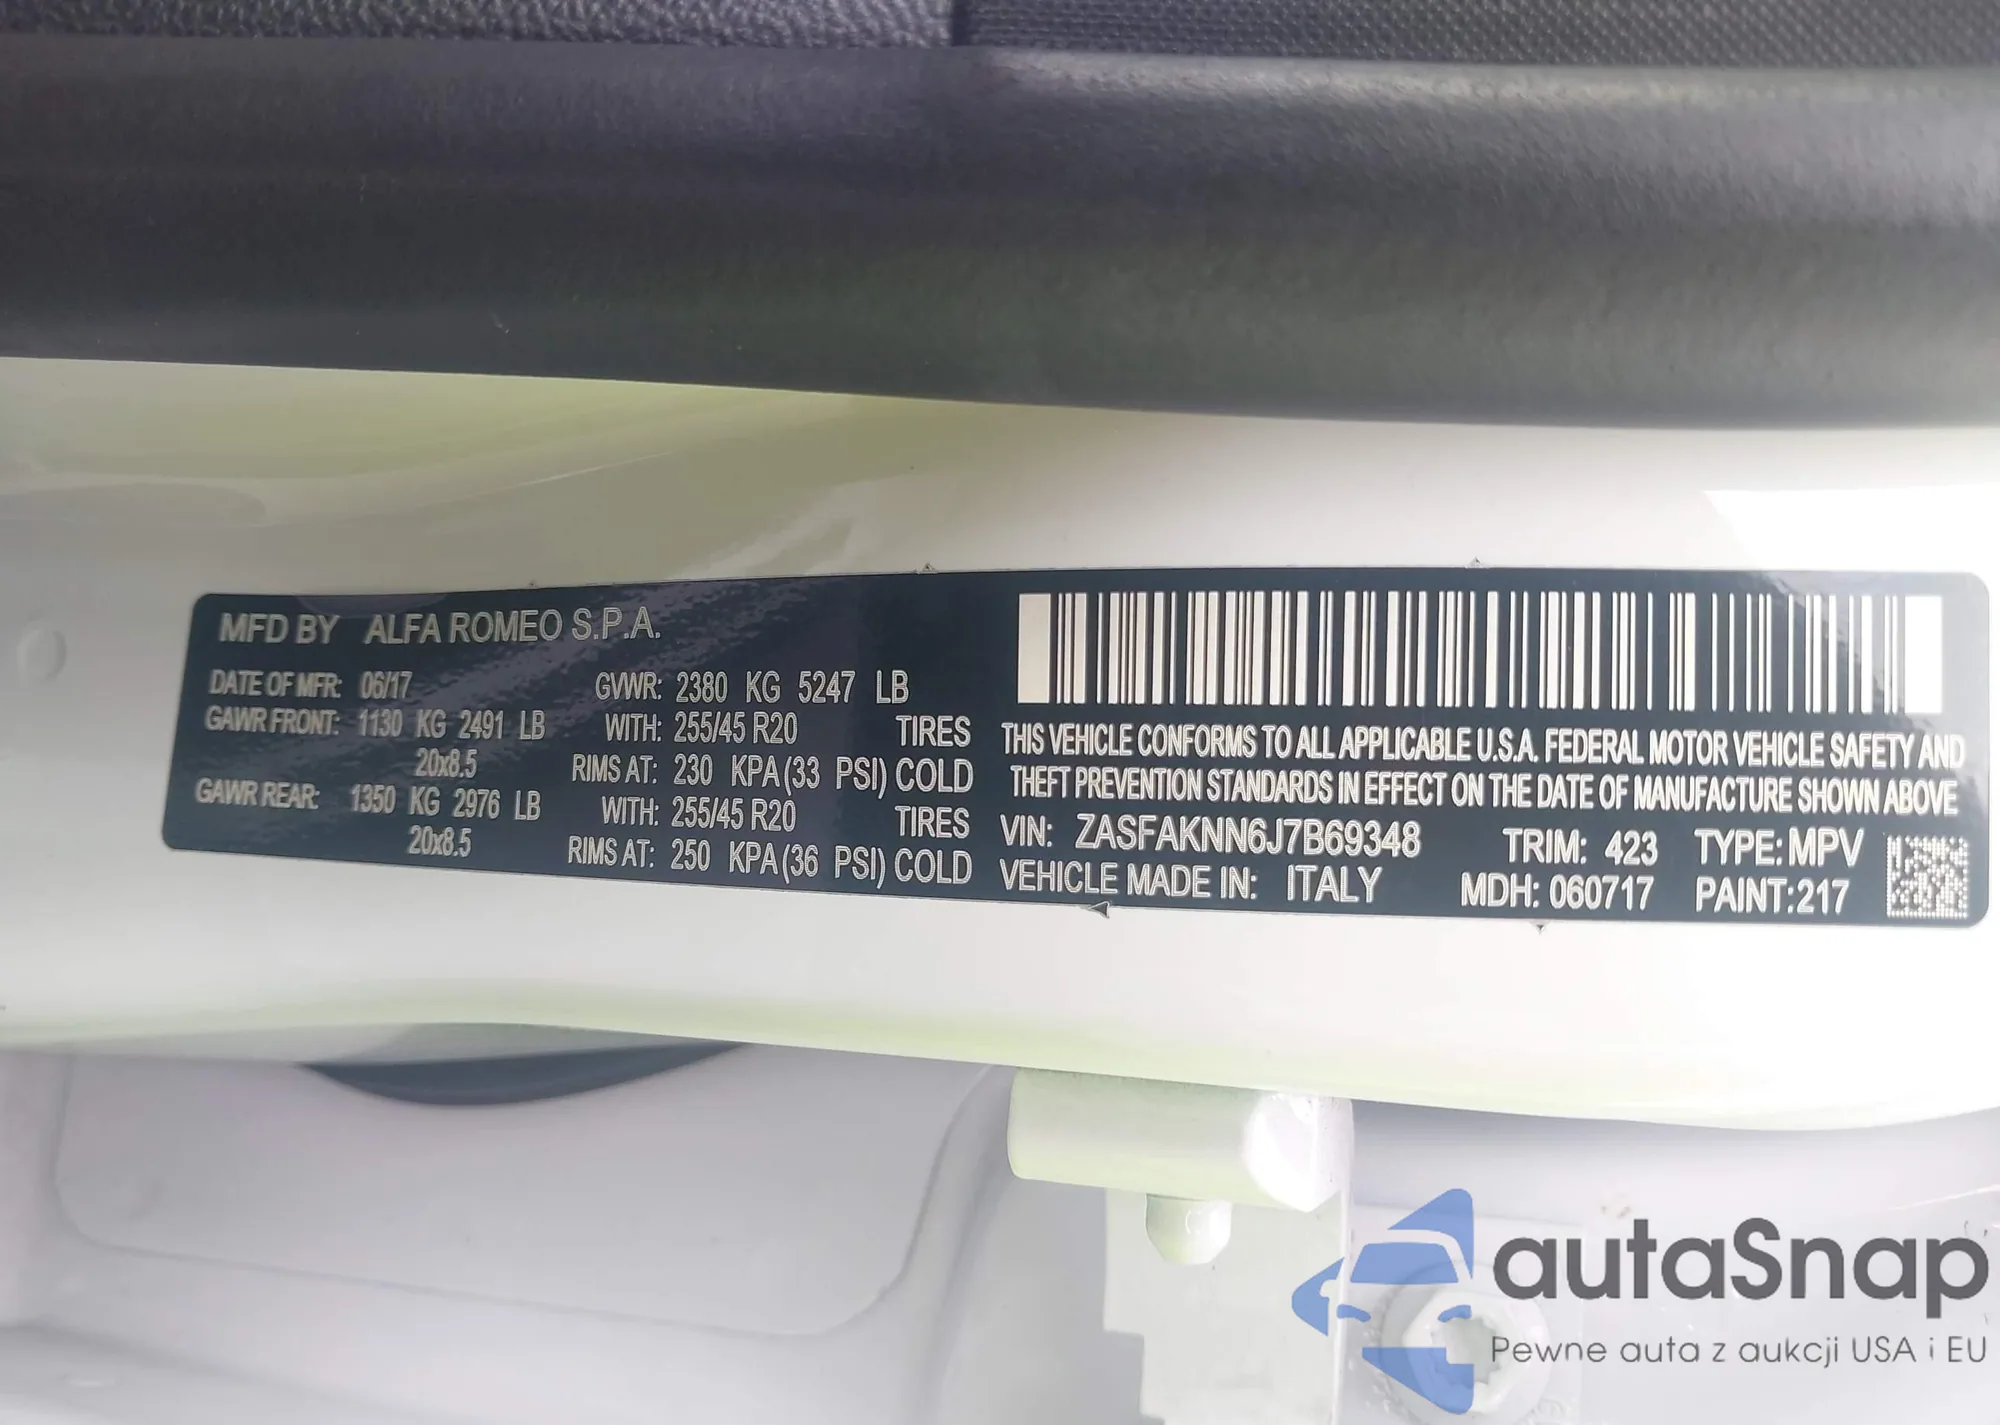 MFD BY ALFA ROMEO S.P.A.
DATE OF MFR: 06/17 GVWR: 2380 KG 5247 LB
GAWR FRONT: 1130 KG 2491 LB WITH: 255/45 R20 TIRES
20x8.5 RIMS AT: 230 KPA(33 PSI) COLD
GAWR REAR: 1350 KG 2976 LB WITH: 255/45 R20 TIRES
20x8.5 RIMS AT: 250 KPA(36 PSI) COLD
THIS VEHICLE CONFORMS TO ALL APPLICABLE U.S.A. FEDERAL MOTOR VEHICLE SAFETY AND
THEFT PREVENTION STANDARDS IN EFFECT ON THE DATE OF MANUFACTURE SHOWN ABOVE
VIN: ZASFAKNN6J7B69348 TRIM: 423 TYPE: MPV
VEHICLE MADE IN: ITALY MDH: 060717 PAINT: 217
autaSnap
Pewne auta z aukcji USA i EU